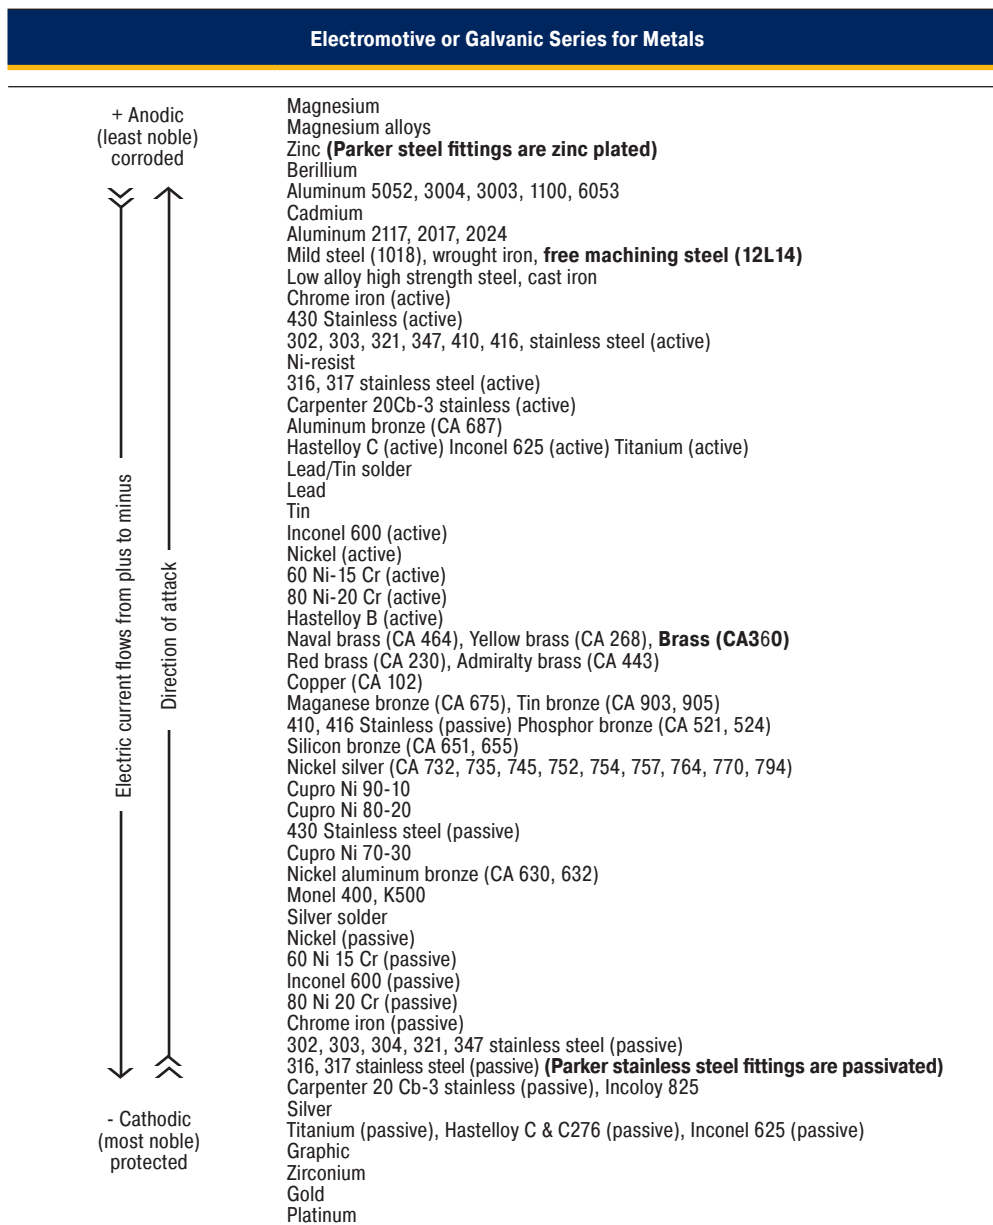 Electromotive or Galvanic Series for Metals
+ Anodic
(least noble)
corroded
Electric current flows from plus to minus
Direction of attack
- Cathodic
(most noble)
protected
Magnesium
Magnesium alloys
Zinc (Parker steel fittings are zinc plated)
Berillium
Aluminum 5052, 3004, 3003, 1100, 6053
Cadmium
Aluminum 2117, 2017, 2024
Mild steel (1018), wrought iron, free machining steel (12L14)
Low alloy high strength steel, cast iron
Chrome iron (active)
430 Stainless (active)
302, 303, 321, 347, 410, 416, stainless steel (active)
Ni-resist
316, 317 stainless steel (active)
Carpenter 20Cb-3 stainless (active)
Aluminum bronze (CA 687)
Hastelloy C (active) Inconel 625 (active) Titanium (active)
Lead/Tin solder
Lead
Tin
Inconel 600 (active)
Nickel (active)
60 Ni-15 Cr (active)
80 Ni-20 Cr (active)
Hastelloy B (active)
Naval brass (CA 464), Yellow brass (CA 268), Brass (CA360)
Red brass (CA 230), Admiralty brass (CA 443)
Copper (CA 102)
Maganese bronze (CA 675), Tin bronze (CA 903, 905)
410, 416 Stainless (passive) Phosphor bronze (CA 521, 524)
Silicon bronze (CA 651, 655)
Nickel silver (CA 732, 735, 745, 752, 754, 757, 764, 770, 794)
Cupro Ni 90-10
Cupro Ni 80-20
430 Stainless steel (passive)
Cupro Ni 70-30
Nickel aluminum bronze (CA 630, 632)
Monel 400, K500
Silver solder
Nickel (passive)
60 Ni 15 Cr (passive)
Inconel 600 (passive)
80 Ni 20 Cr (passive)
Chrome iron (passive)
302, 303, 304, 321, 347 stainless steel (passive)
316, 317 stainless steel (passive) (Parker stainless steel fittings are passivated)
Carpenter 20 Cb-3 stainless (passive), Incoloy 825
Silver
Titanium (passive), Hastelloy C & C276 (passive), Inconel 625 (passive)
Graphic
Zirconium
Gold
Platinum